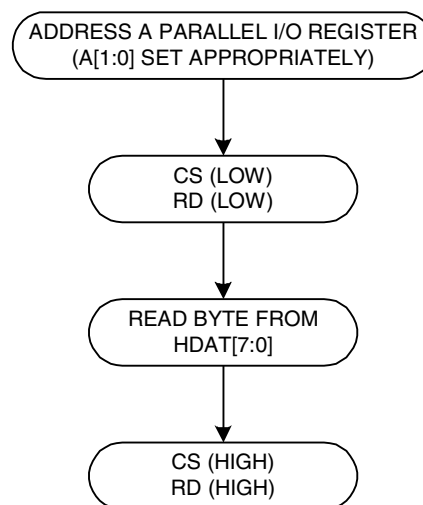 ADDRESS A PARALLEL I/O REGISTER
(A[1:0] SET APPROPRIATELY)
CS (LOW)
RD (LOW)
READ BYTE FROM
HDAT[7:0]
CS (HIGH)
RD (HIGH)